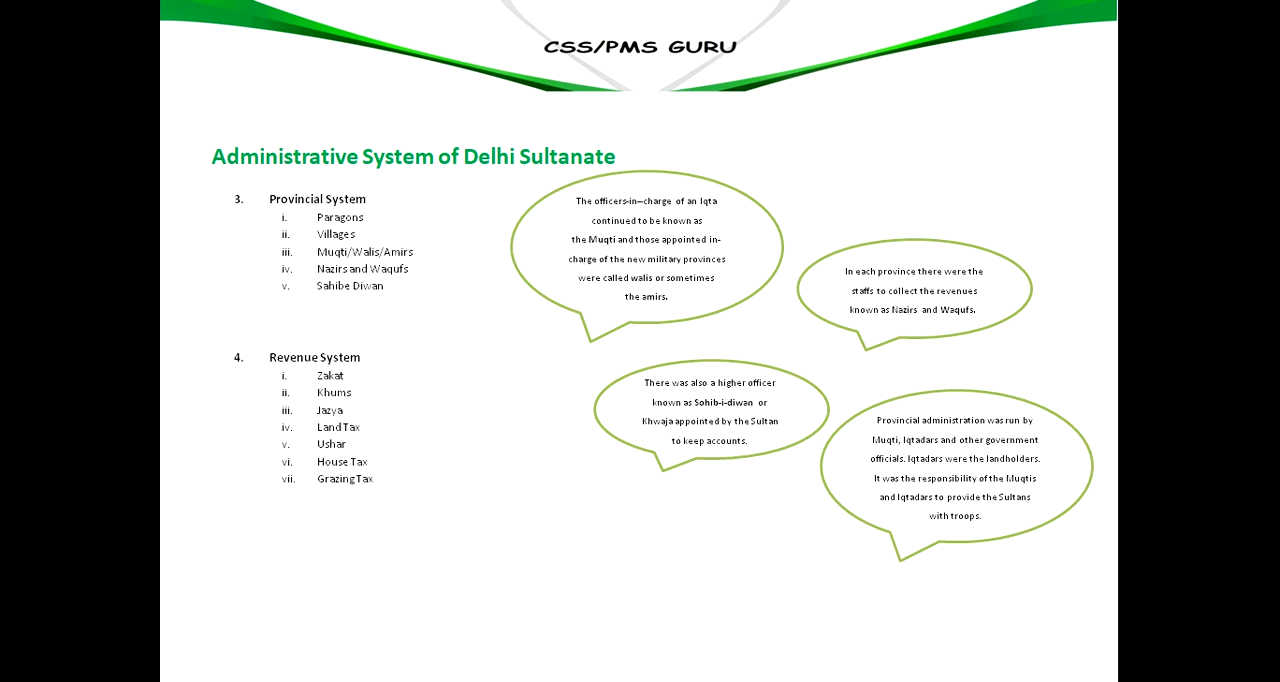 CSS/PMS GURU
Administrative System of Delhi Sultanate
3. Provincial System
i. Paragons
ii. Villages
iii. Muqti/Walis/Amirs
iv. Nazirs and Waqufs
v. Sahibe Diwan
4. Revenue System
i. Zakat
ii. Khums
iii. Jazya
iv. Land Tax
v. Ushar
vi. House Tax
vii. Grazing Tax
The officers-in–charge of an Iqta
continued to be known as
the Muqti and those appointed in-
charge of the new military provinces
were called walis or sometimes
the amirs.
In each province there were the
staffs to collect the revenues
known as Nazirs and Waqufs.
There was also a higher officer
known as Sohib-i-diwan or
Khwaja appointed by the Sultan
to keep accounts.
Provincial administration was run by
Muqti, Iqtadars and other government
officials. Iqtadars were the landholders.
It was the responsibility of the Muqtis
and Iqtadars to provide the Sultans
with troops.